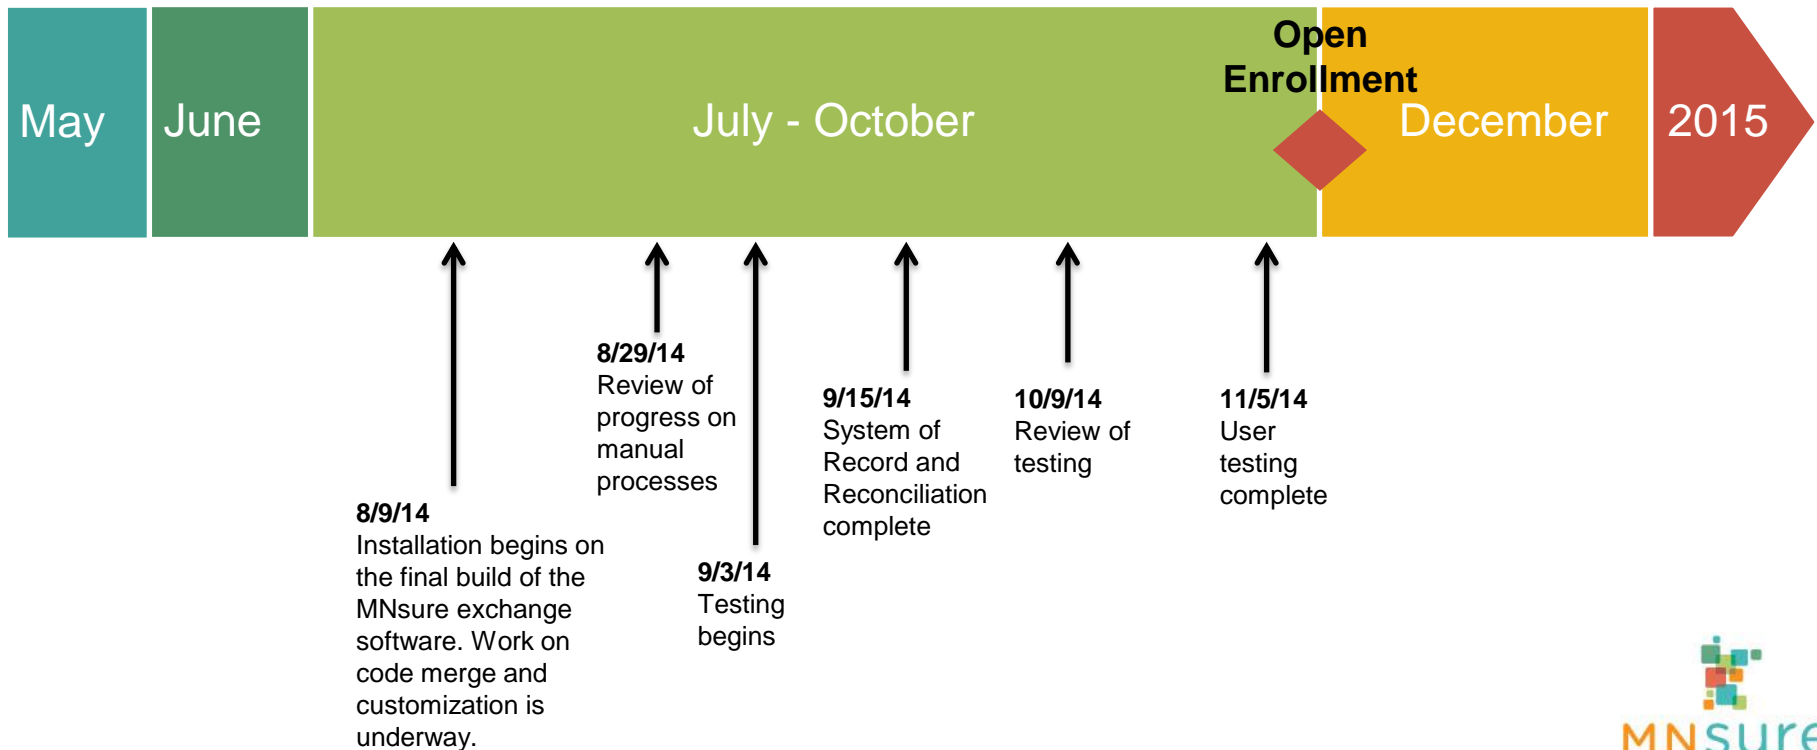 May
June
July - October
Open
Enrollment
December
2015
8/9/14
Installation begins on
the final build of the
MNsure exchange
software. Work on
code merge and
customization is
underway.
8/29/14
Review of
progress on
manual
processes
9/3/14
Testing
begins
9/15/14
System of
Record and
Reconciliation
complete
10/9/14
Review of
testing
11/5/14
User
testing
complete
MNsure